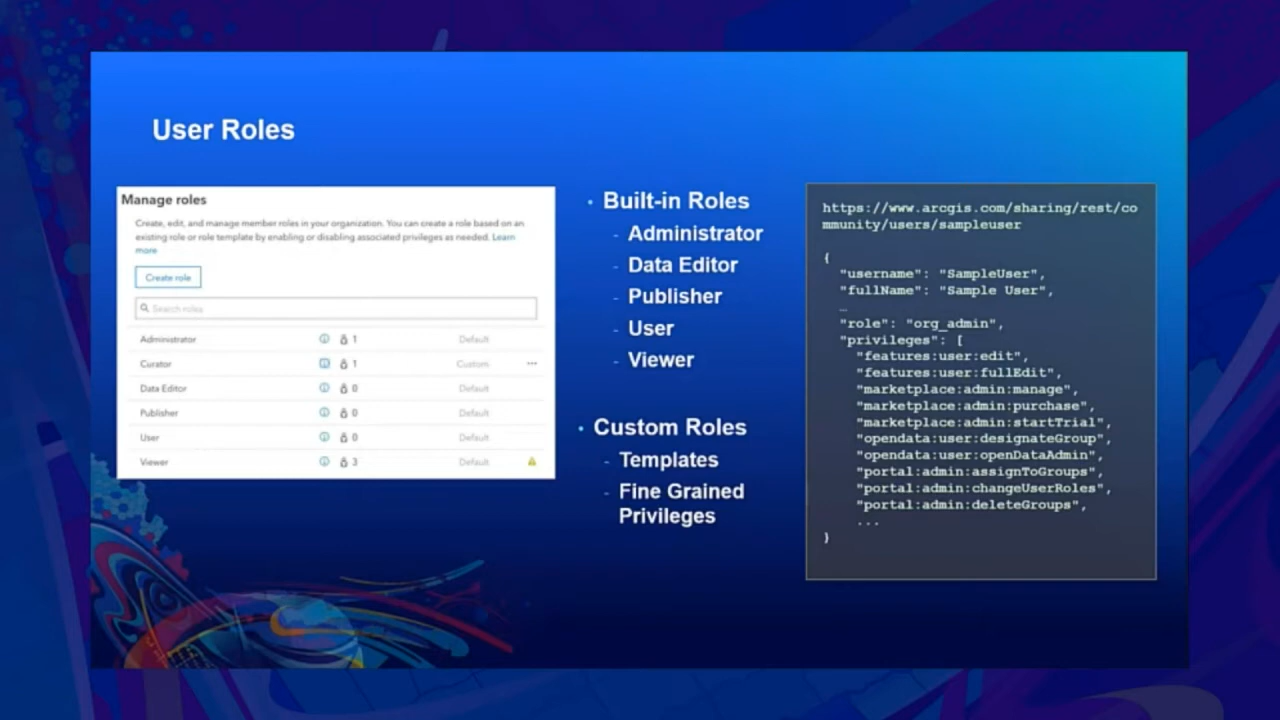 User Roles
Manage roles
Create, edit, and manage member roles in your organization. You can create a role based on an
existing role or role template by enabling or disabling associated privileges as needed. Learn
more
Create role
Search roles
Administrator 1 Default
Curator 1 Custom ...
Data Editor 0 Default
Publisher 0 Default
User 0 Default
Viewer 3 Default
• Built-in Roles
- Administrator
- Data Editor
- Publisher
- User
- Viewer
• Custom Roles
- Templates
- Fine Grained
Privileges
https://www.arcgis.com/sharing/rest/co
mmunity/users/sampleuser
{
"username": "SampleUser",
"fullName": "Sample User",
…
"role": "org_admin",
"privileges": [
"features:user:edit",
"features:user:fullEdit",
"marketplace:admin:manage",
"marketplace:admin:purchase",
"marketplace:admin:startTrial",
"opendata:user:designateGroup",
"opendata:user:openDataAdmin",
"portal:admin:assignToGroups",
"portal:admin:changeUserRoles",
"portal:admin:deleteGroups",
...
}